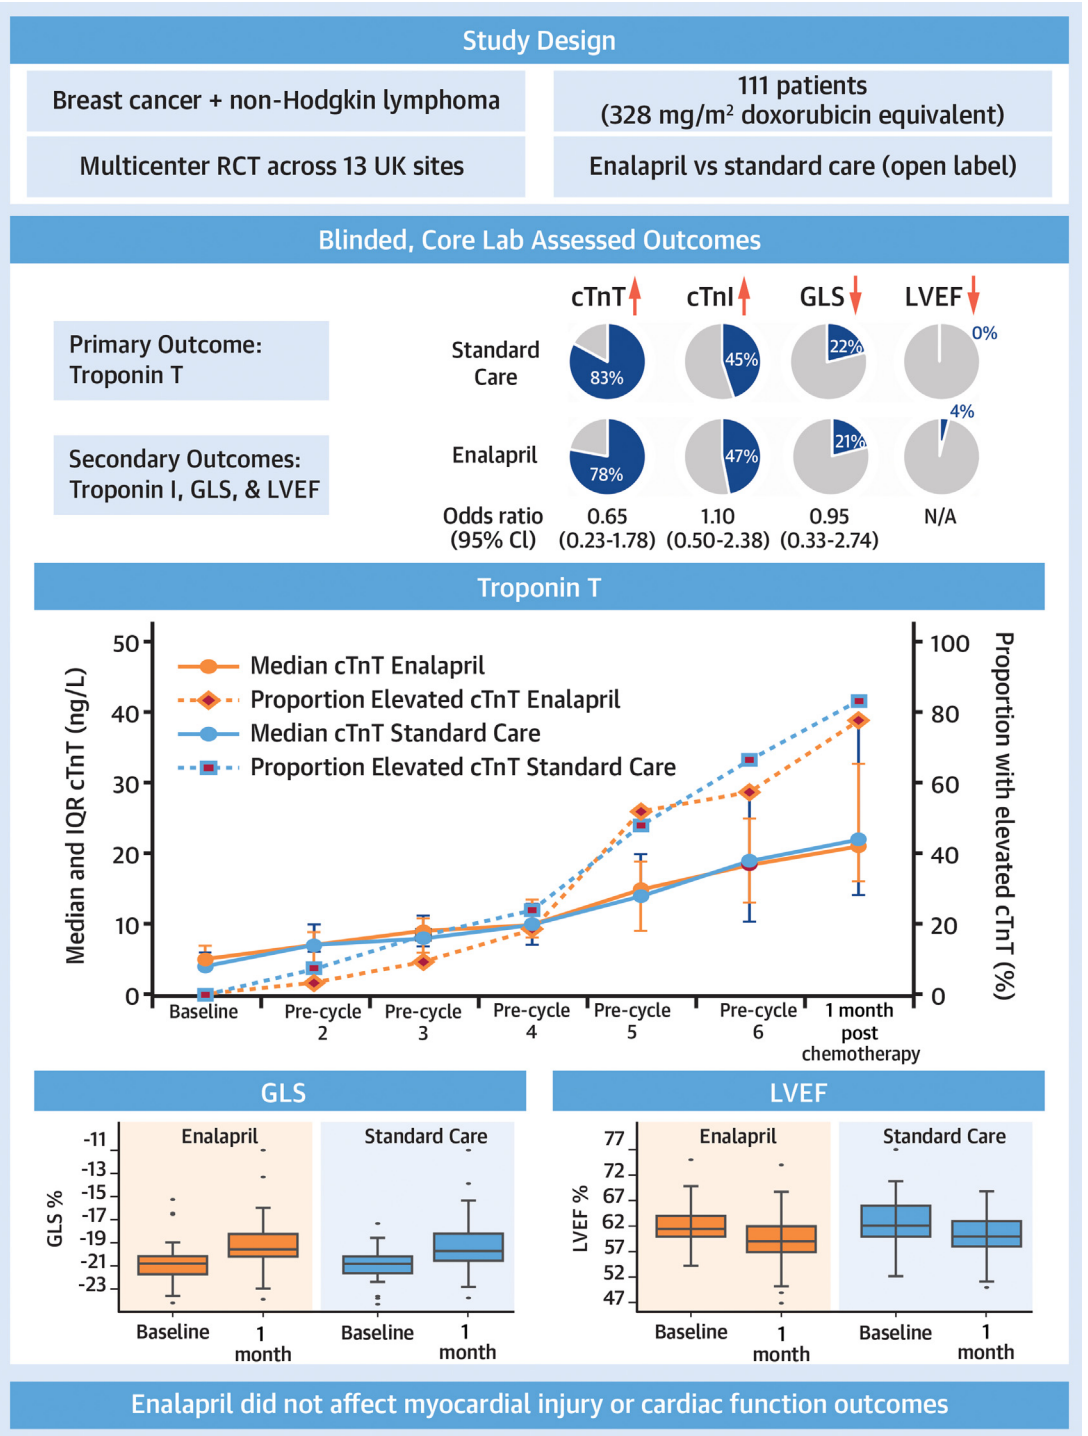 Study Design
Breast cancer + non-Hodgkin lymphoma
111 patients
(328 mg/m² doxorubicin equivalent)
Multicenter RCT across 13 UK sites
Enalapril vs standard care (open label)
Blinded, Core Lab Assessed Outcomes
Primary Outcome:
Troponin T
Secondary Outcomes:
Troponin I, GLS, & LVEF
cTnT cTnI GLS LVEF
Standard
Care
83% 45% 22% 0%
Enalapril
78% 47% 21% 4%
Odds ratio
(95% Cl)
0.65 1.10 0.95 N/A
(0.23-1.78) (0.50-2.38) (0.33-2.74)
Troponin T
Median and IQR cTnT (ng/L)
50
40
30
20
10
0
Median cTnT Enalapril
Proportion Elevated cTnT Enalapril
Median cTnT Standard Care
Proportion Elevated cTnT Standard Care
100
80
60
40
20
0
Proportion with elevated cTnT (%)
Baseline
Pre-cycle
2
Pre-cycle
3
Pre-cycle
4
Pre-cycle
5
Pre-cycle
6
1 month
post
chemotherapy
GLS
GLS %
-11
-13
-15
-17
-19
-21
-23
Enalapril
Standard Care
Baseline
1
month
Baseline
1
month
LVEF
LVEF %
77
72
67
62
57
52
47
Enalapril
Standard Care
Baseline
1
month
Baseline
1
month
Enalapril did not affect myocardial injury or cardiac function outcomes